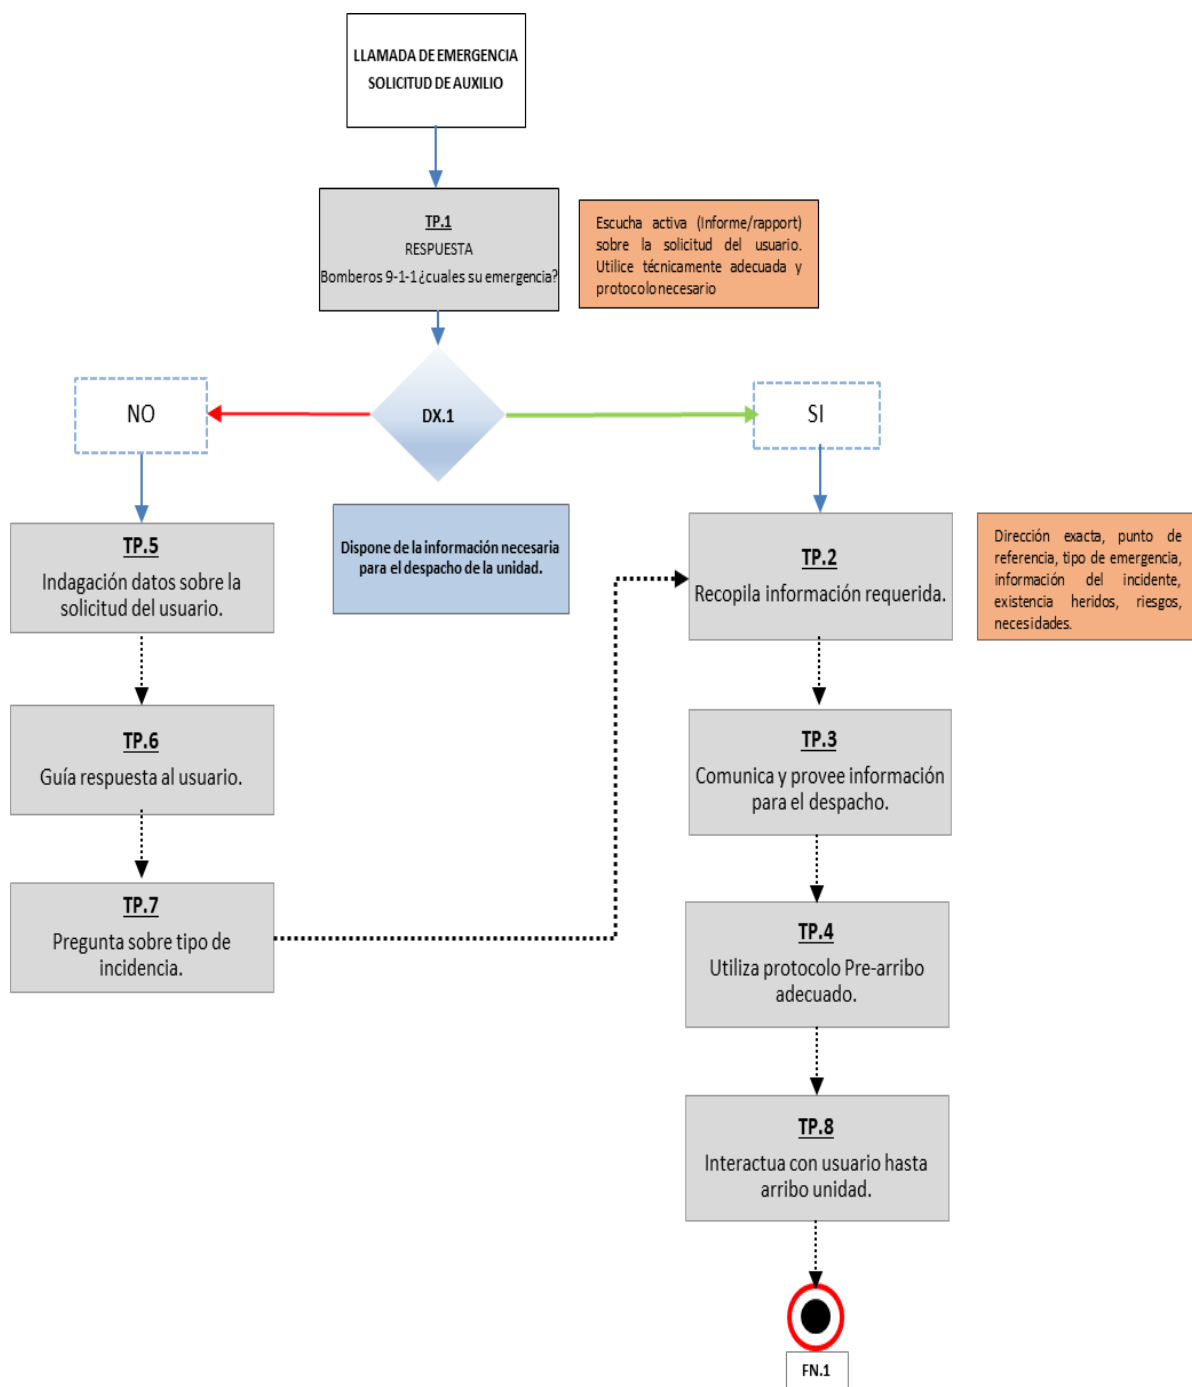 LLAMADA DE EMERGENCIA
SOLICITUD DE AUXILIO
TP.1
RESPUESTA
Bomberos 9-1-1 ¿cuales su emergencia?
Escucha activa (Informe/rapport)
sobre la solicitud del usuario.
Utilice técnicamente adecuada y
protocolo necesario
NO
DX.1
SI
TP.5
Indagación datos sobre la
solicitud del usuario.
Dispone de la información necesaria
para el despacho de la unidad.
TP.2
Recopila información requerida.
Dirección exacta, punto de
referencia, tipo de emergencia,
información del incidente,
existencia heridos, riesgos,
necesidades.
TP.6
Guía respuesta al usuario.
TP.3
Comunica y provee información
para el despacho.
TP.7
Pregunta sobre tipo de
incidencia.
TP.4
Utiliza protocolo Pre-arribo
adecuado.
TP.8
Interactua con usuario hasta
arribo unidad.
FN.1